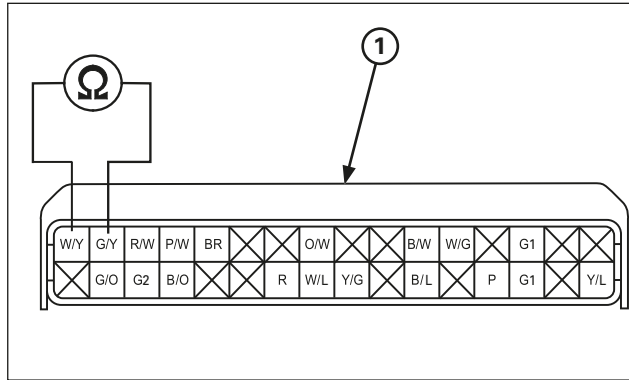 Ω
1
W/Y G/Y R/W P/W BR O/W B/W W/G G1
G/O G2 B/O R W/L Y/G B/L P G1 Y/L